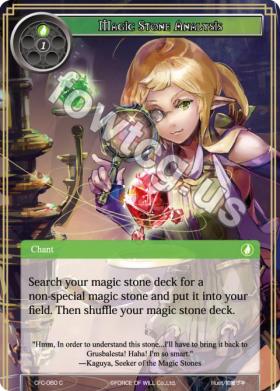 1
Magic Stone Analysis
fowtcg.us
Chant
Search your magic stone deck for a
non-special magic stone and put it into your
field. Then shuffle your magic stone deck.
"Hmm, In order to understand this stone...I'll have to bring it back to
Grusbalesta! Haha! I'm so smart."
—Kaguya, Seeker of the Magic Stones
CFC-060 C
©FORCE OF WILL Co.,Ltd.
Illust/